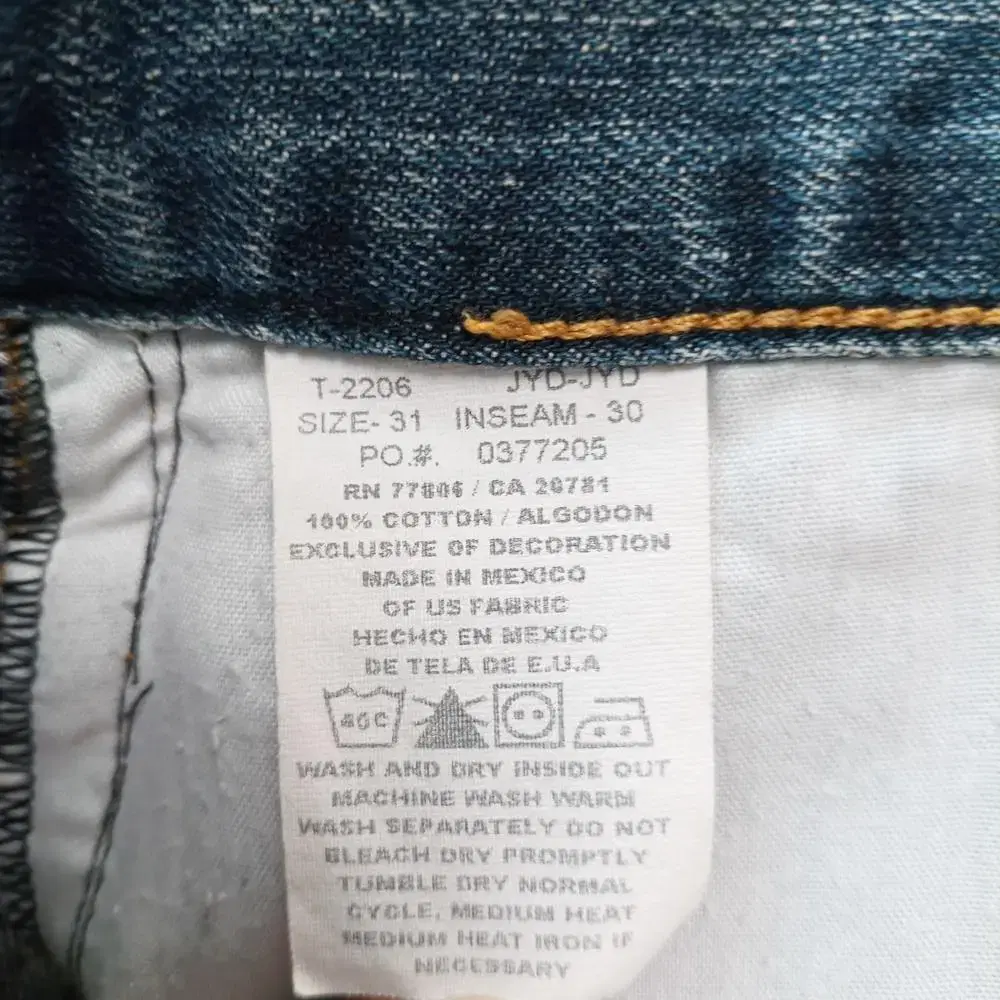 T-2206 JYD-JYD
SIZE- 31 INSEAM - 30
PO.#. 0377205
RN 77806 / CA 20781
100% COTTON / ALGODON
EXCLUSIVE OF DECORATION
MADE IN MEXICO
OF US FABRIC
HECHO EN MEXICO
DE TELA DE E.U.A
40C
WASH AND DRY INSIDE OUT
MACHINE WASH WARM
WASH SEPARATELY DO NOT
BLEACH DRY PROMPTLY
TUMBLE DRY NORMAL
CYCLE, MEDIUM HEAT
MEDIUM HEAT IRON IF
NECESSARY